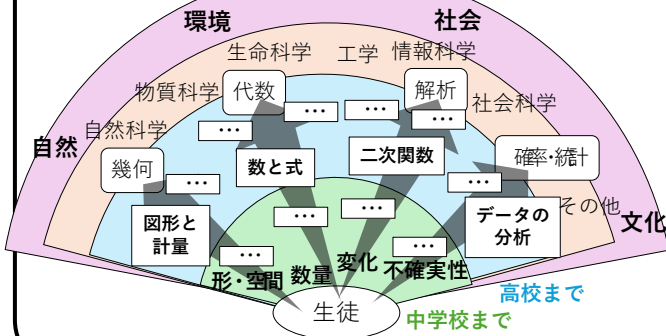 環境
社会
生命科学
工学
情報科学
物質科学
代数
解析
社会科学
自然
自然科学
幾何
確率・統計
…
…
…
…
数と式
二次関数
…
…
図形と
計量
…
…
データの
分析
その他
文化
…
…
形・空間
数量
変化
不確実性
高校まで
生徒
中学校まで